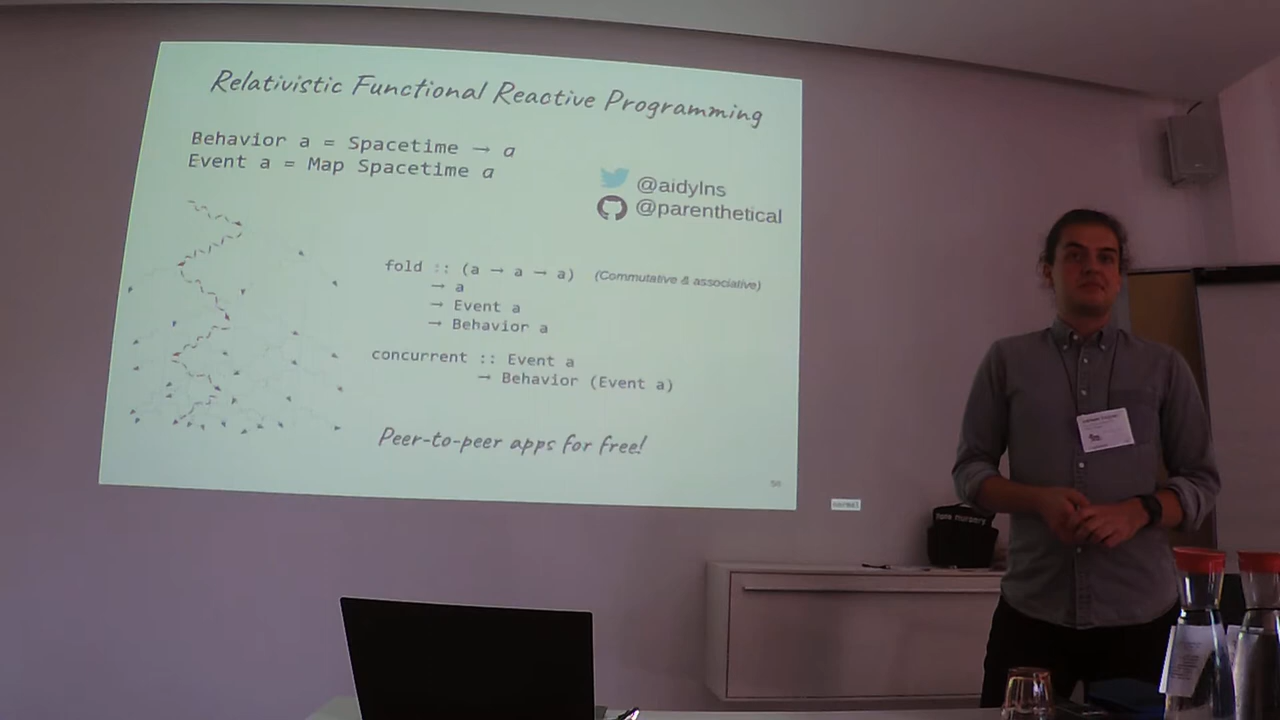 Relativistic Functional Reactive Programming
Behavior a = Spacetime → a
Event a = Map Spacetime a
@aidylns
@parenthetical
fold :: (a → a → a) (Commutative & associative)
→ a
→ Event a
→ Behavior a
concurrent :: Event a
→ Behavior (Event a)
Peer-to-peer apps for free!